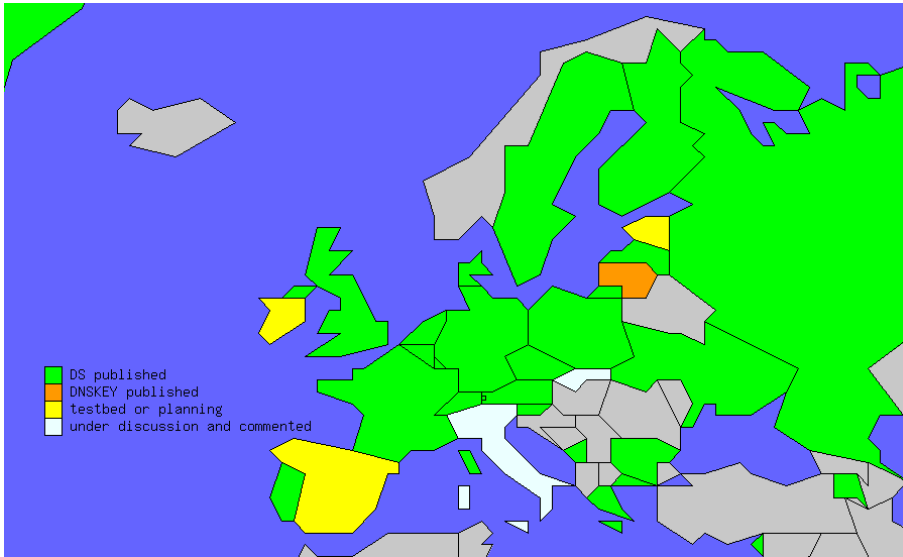 DS published
DNSKEY published
testbed or planning
under discussion and commented